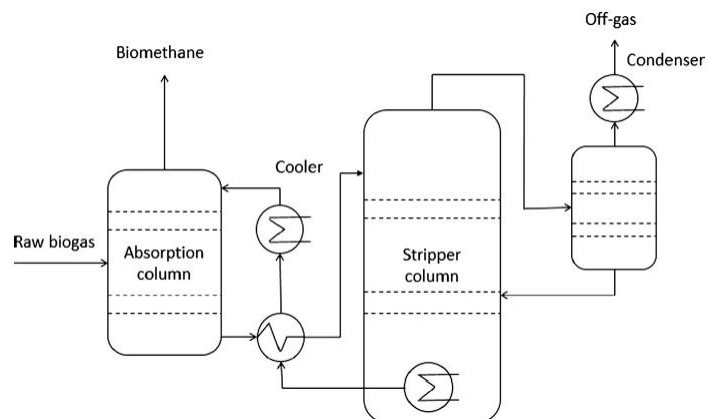 Off-gas
Condenser
Biomethane
Cooler
Raw biogas
Absorption
column
Stripper
column